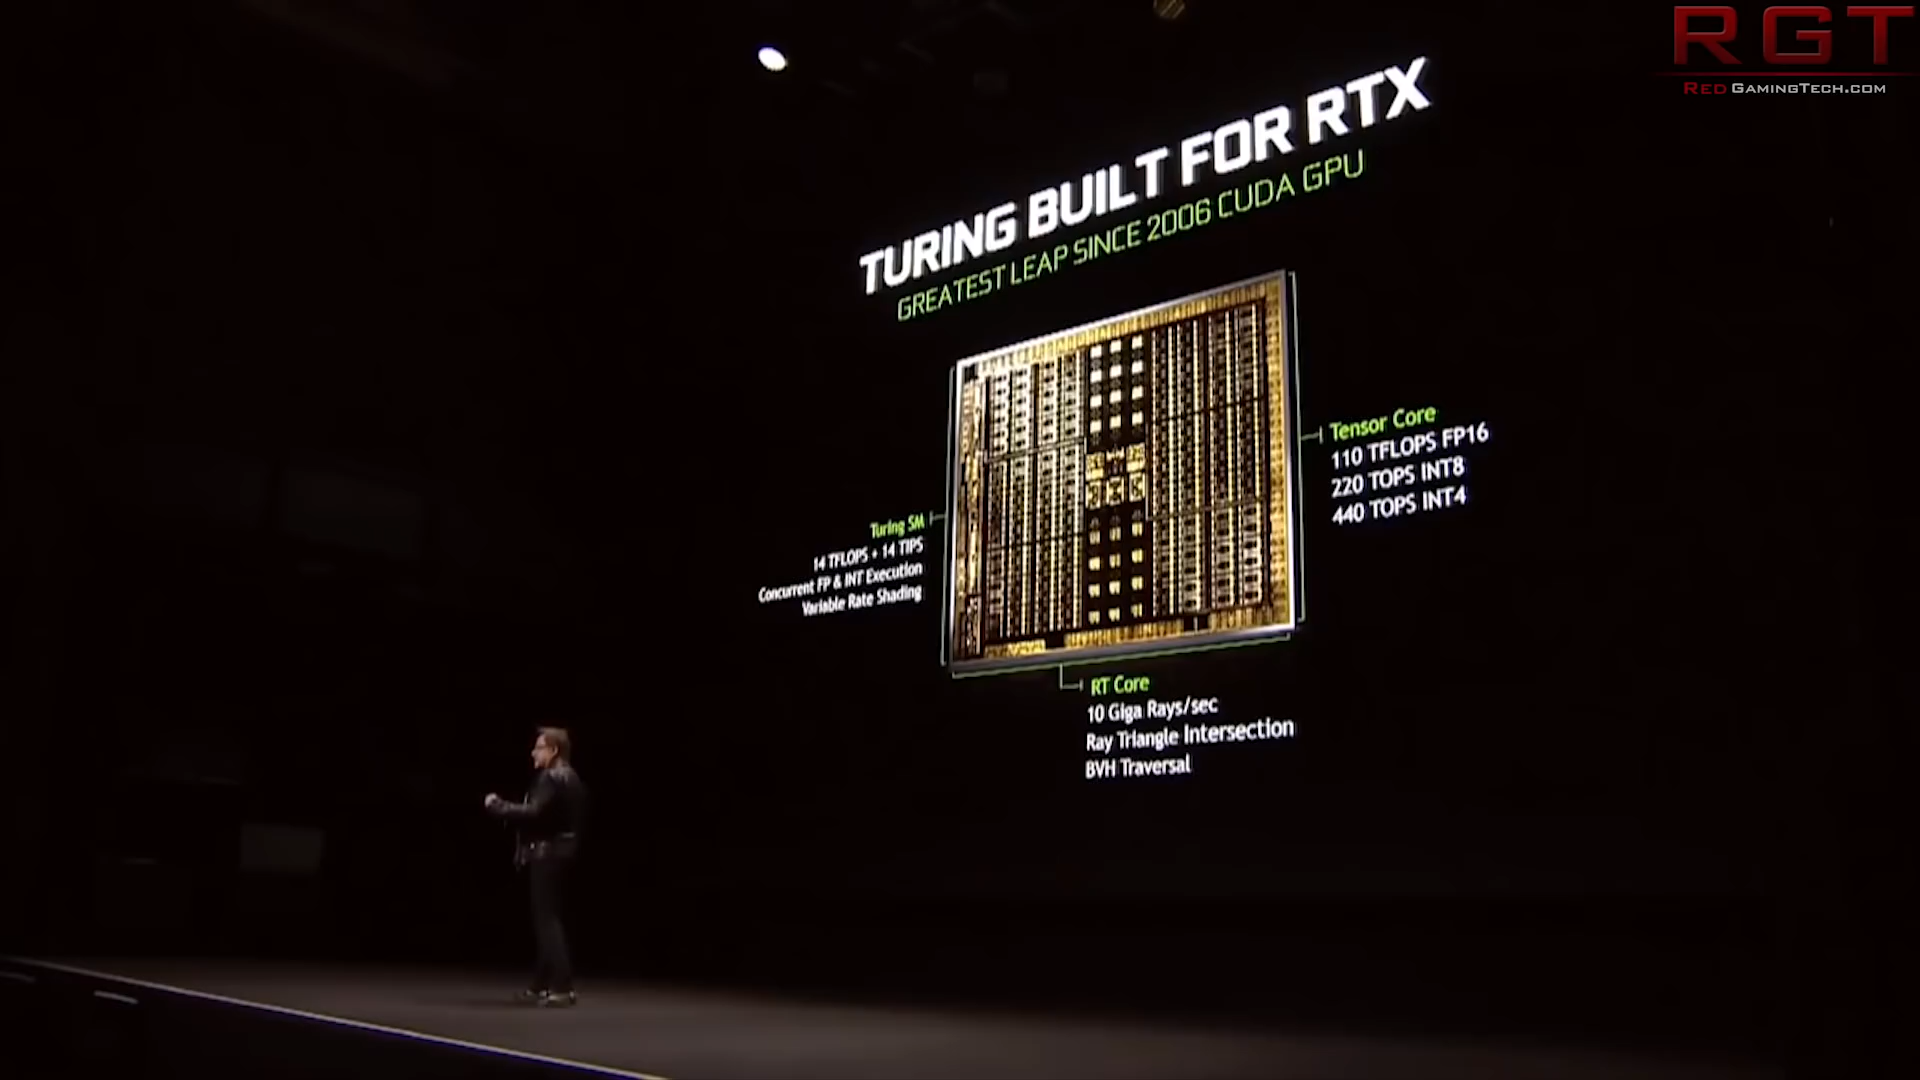 RGT
RedGamingTech.com
TURING BUILT FOR RTX
GREATEST LEAP SINCE 2006 CUDA GPU
Tensor Core
110 TFLOPS FP16
220 TOPS INT8
440 TOPS INT4
Turing SM
14 TFLOPS + 14 TIPS
Concurrent FP & INT Execution
Variable Rate Shading
RT Core
10 Giga Rays/sec
Ray Triangle Intersection
BVH Traversal